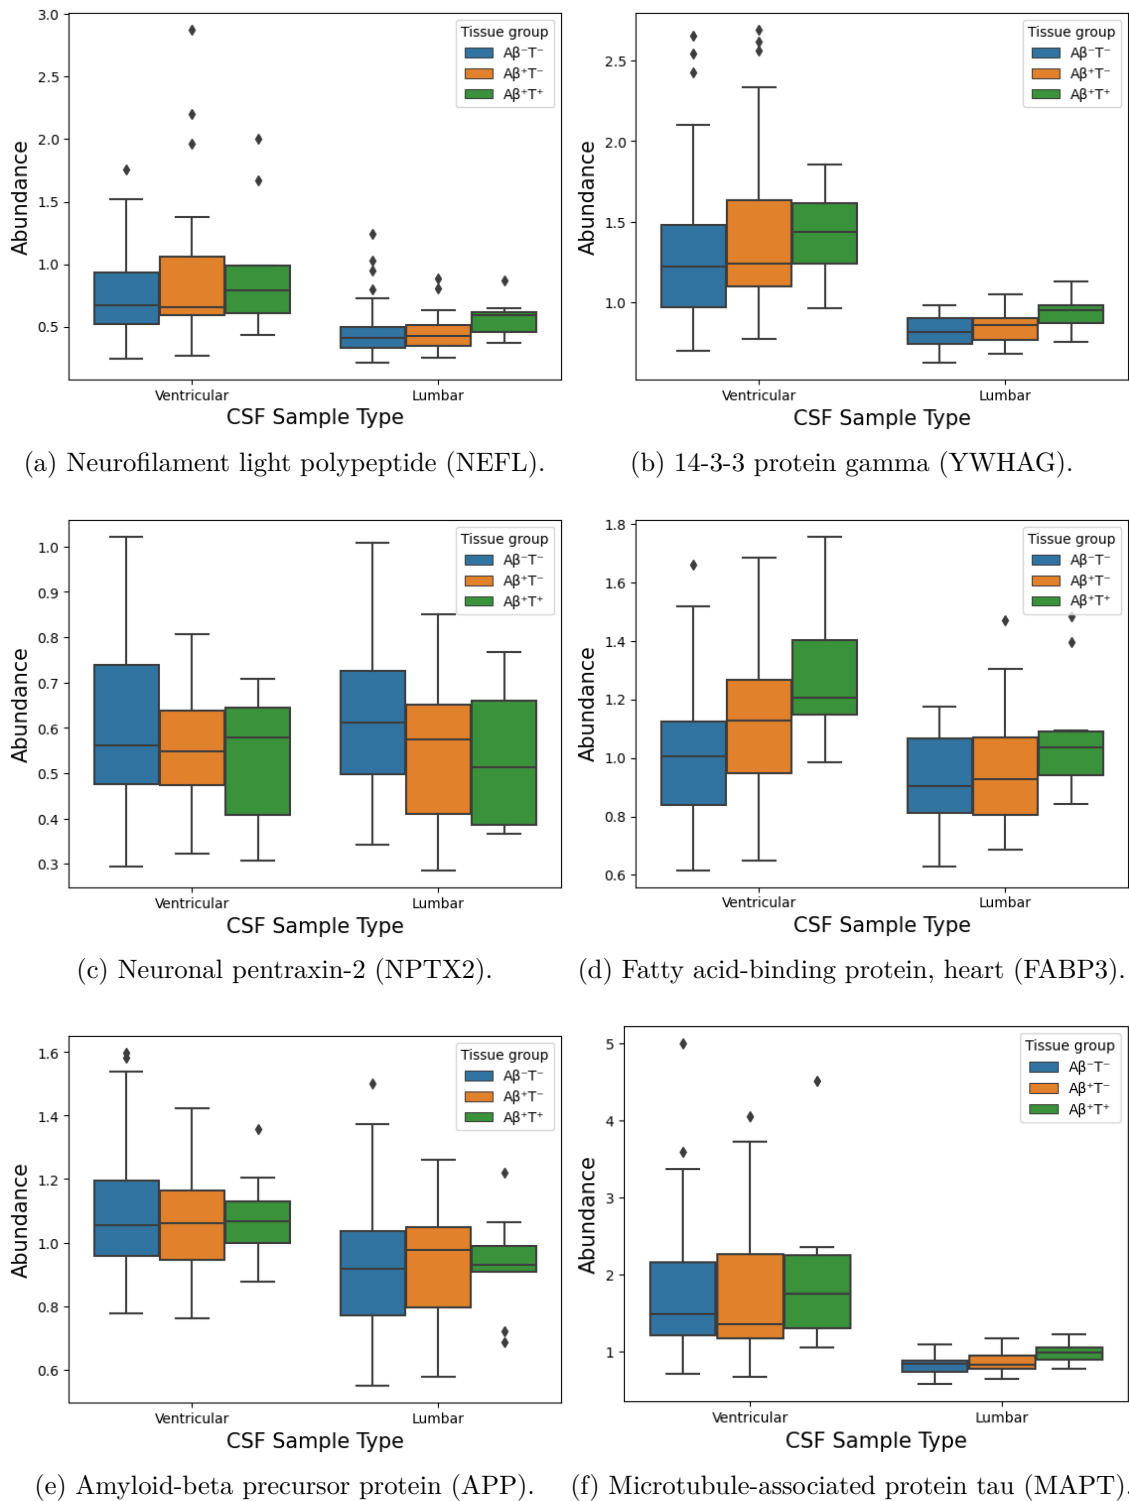 3.0
2.5
2.0
1.5
1.0
0.5
Abundance
Tissue group
Aβ⁻T⁻
Aβ⁺T⁻
Aβ⁺T⁺
Ventricular
Lumbar
CSF Sample Type
(a) Neurofilament light polypeptide (NEFL).
2.5
2.0
1.5
1.0
Abundance
Tissue group
Aβ⁻T⁻
Aβ⁺T⁻
Aβ⁺T⁺
Ventricular
Lumbar
CSF Sample Type
(b) 14-3-3 protein gamma (YWHAG).
1.0
0.9
0.8
0.7
0.6
0.5
0.4
0.3
Abundance
Tissue group
Aβ⁻T⁻
Aβ⁺T⁻
Aβ⁺T⁺
Ventricular
Lumbar
CSF Sample Type
(c) Neuronal pentraxin-2 (NPTX2).
1.8
1.6
1.4
1.2
1.0
0.8
0.6
Abundance
Tissue group
Aβ⁻T⁻
Aβ⁺T⁻
Aβ⁺T⁺
Ventricular
Lumbar
CSF Sample Type
(d) Fatty acid-binding protein, heart (FABP3).
1.6
1.4
1.2
1.0
0.8
0.6
Abundance
Tissue group
Aβ⁻T⁻
Aβ⁺T⁻
Aβ⁺T⁺
Ventricular
Lumbar
CSF Sample Type
(e) Amyloid-beta precursor protein (APP).
5
4
3
2
1
Abundance
Tissue group
Aβ⁻T⁻
Aβ⁺T⁻
Aβ⁺T⁺
Ventricular
Lumbar
CSF Sample Type
(f) Microtubule-associated protein tau (MAPT).